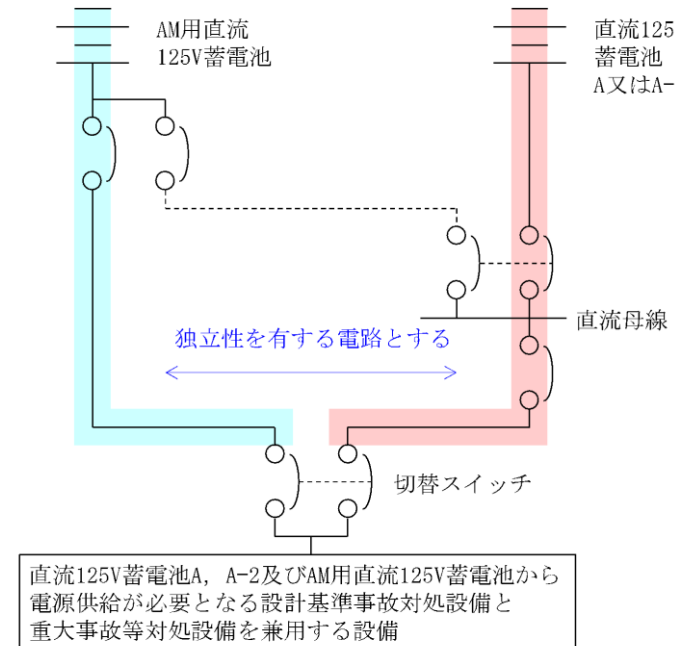 AM用直流
125V蓄電池
直流125
蓄電池
A又はA-
独立性を有する電路とする
直流母線
切替スイッチ
直流125V蓄電池A, A-2及びAM用直流125V蓄電池から
電源供給が必要となる設計基準事故対処設備と
重大事故等対処設備を兼用する設備